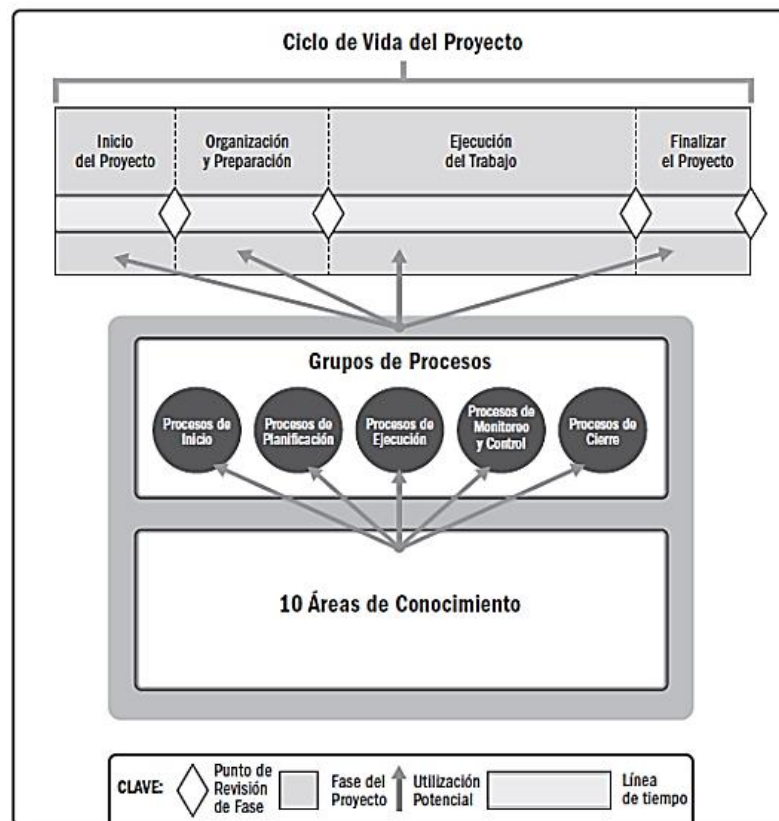 Ciclo de Vida del Proyecto
Inicio
del Proyecto
Organización
y Preparación
Ejecución
del Trabajo
Finalizar
el Proyecto
Grupos de Procesos
Procesos de
Inicio
Procesos de
Planificación
Procesos de
Ejecución
Procesos de
Monitoreo
y Control
Procesos de
Cierre
10 Áreas de Conocimiento
CLAVE:
Punto de
Revisión
de Fase
Fase del
Proyecto
Utilización
Potencial
Línea
de tiempo